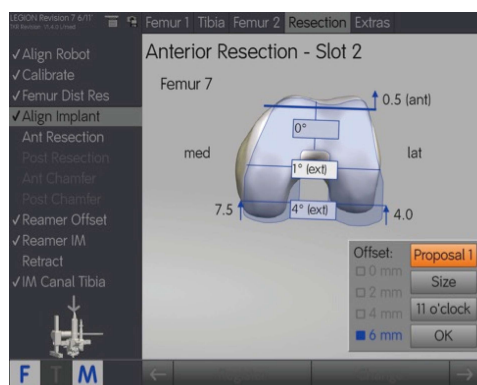 LEGION Revision 7 6/11"
Femur 1 Tibia Femur 2 Resection Extras
✓Align Robot
✓Calibrate
✓Femur Dist Res
✓Align Implant
Ant Resection
Post Resection
Ant Chamfer
Post Chamfer
✓Reamer Offset
✓Reamer IM
Retract
✓IM Canal Tibia
F T M
Anterior Resection - Slot 2
Femur 7
0.5 (ant)
0°
med
lat
1° (ext)
7.5
4° (ext)
4.0
Offset:
0 mm
2 mm
4 mm
6 mm
Proposal 1
Size
11 o'clock
OK